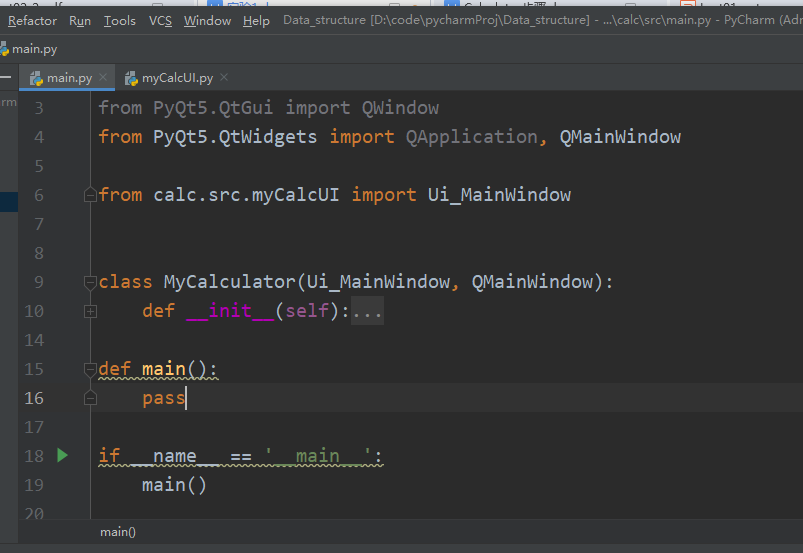 Refactor Run Tools VCS Window Help Data_structure [D:\code\pycharmProj\Data_structure] - ...\calc\src\main.py - PyCharm (Adm
main.py
main.py × myCalcUI.py ×
rm
3 from PyQt5.QtGui import QWindow
4 from PyQt5.QtWidgets import QApplication, QMainWindow
5
6 from calc.src.myCalcUI import Ui_MainWindow
7
8
9 class MyCalculator(Ui_MainWindow, QMainWindow):
10 def __init__(self):...
14
15 def main():
16 pass
17
18 if __name__ == '__main__':
19 main()
20
main()